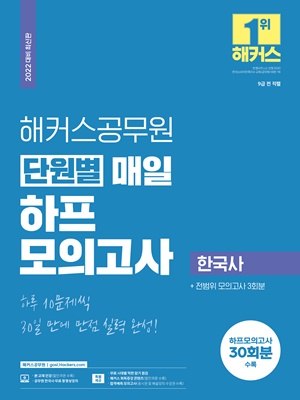 2022 대비 최신판
1위
해커스
9급 전 직렬
해커스공무원
단원별 매일
하프
모의고사
한국사
+ 전범위 모의고사 3회분
하루 10문제씩
30일 만에 만점 실력 완성!
하프모의고사
30회분
수록
해커스공무원 | gosi.Hackers.com